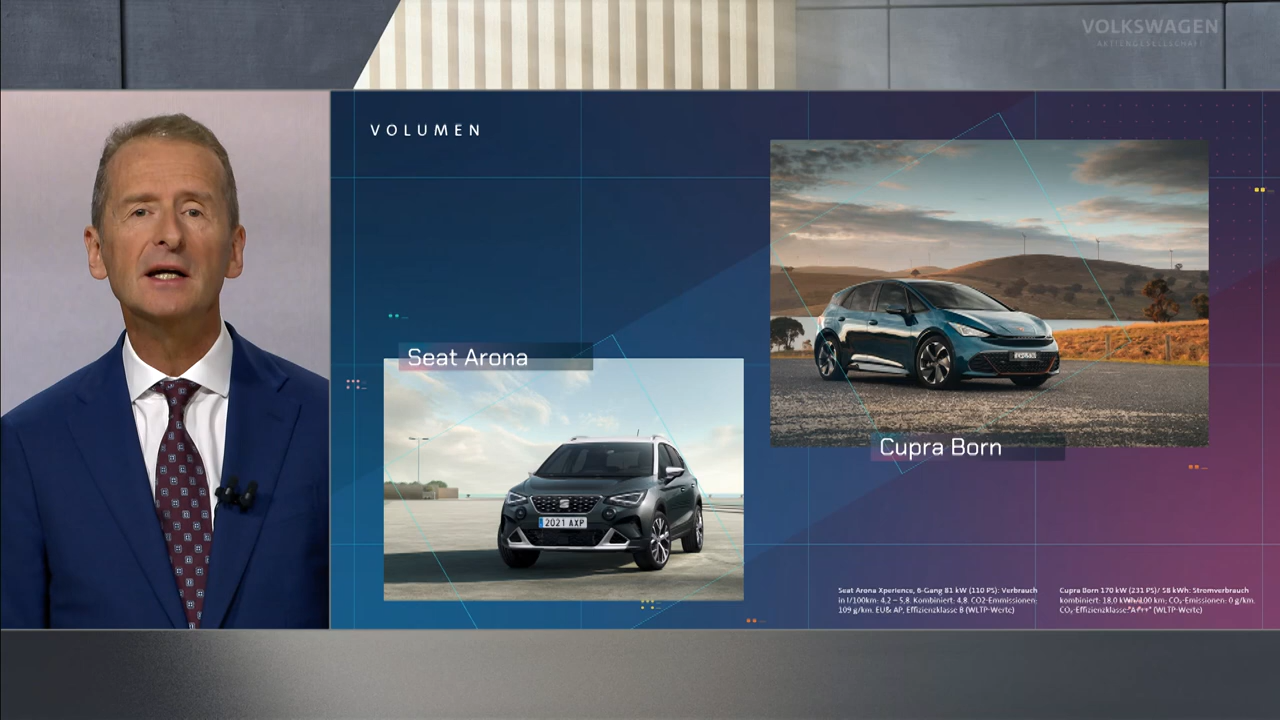 VOLKSWAGEN
AKTIENGESELLSCHAFT
VOLUMEN
Seat Arona
2021 AXP
Cupra Born
Seat Arona Xperience, 6-Gang 81 kW (110 PS): Verbrauch
in l/100km: 4,2 – 5,8. Kombiniert: 4,8. CO2-Emmissionen:
109 g/km. EU& AP, Effizienzklasse B (WLTP-Werte)
Cupra Born 170 kW (231 PS)/ 58 kWh: Stromverbrauch
kombiniert: 18,0 km: CO₂-Emissionen: 0 g/km.
CO₂-Effizienzklasse: (WLTP-Werte)